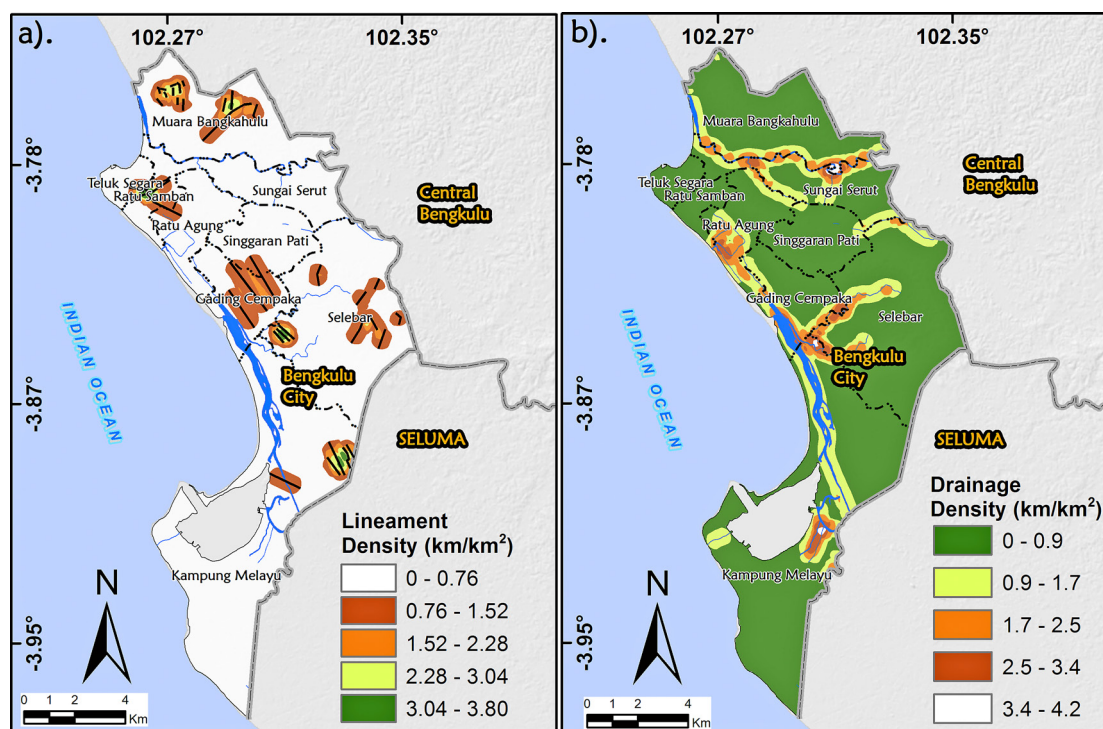 a).
102.27°
102.35°
-3.78°
-3.87°
-3.95°
Muara Bangkahulu
Teluk Segara
Ratu Samban
Sungai Serut
Central
Bengkulu
Ratu Agung
Singgaran Pati
Gading Cempaka
Selebar
INDIAN OCEAN
Bengkulu
City
SELUMA
Kampung Melayu
Lineament
Density (km/km²)
0 - 0.76
0.76 - 1.52
1.52 - 2.28
2.28 - 3.04
3.04 - 3.80
N
0 1 2 4
Km
b).
102.27°
102.35°
-3.78°
-3.87°
-3.95°
Muara Bangkahulu
Teluk Segara
Ratu Samban
Sungai Serut
Central
Bengkulu
Ratu Agung
Singgaran Pati
Gading Cempaka
Selebar
INDIAN OCEAN
Bengkulu
City
SELUMA
Kampung Melayu
Drainage
Density (km/km²)
0 - 0.9
0.9 - 1.7
1.7 - 2.5
2.5 - 3.4
3.4 - 4.2
N
0 1 2 4
Km